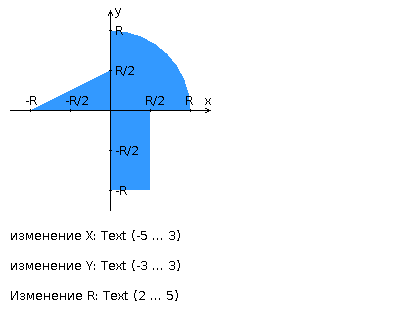 y
R
R/2
-R -R/2 R/2 R x
-R/2
-R
изменение X: Text (-5 ... 3)
изменение Y: Text (-3 ... 3)
Изменение R: Text (2 ... 5)